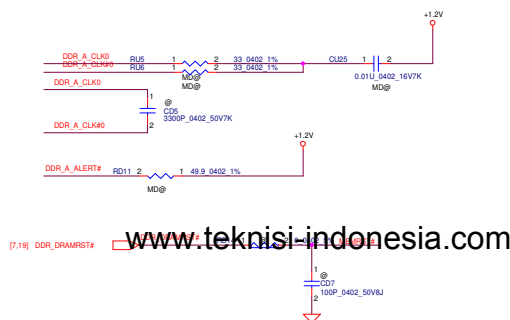 +1.2V
DDR_A_CLK0 RU5 1 2 33_0402_1% CU25 1 2
DDR_A_CLK#0 RU6 1 2 33_0402_1% 0.01U_0402_16V7K
MD@ MD@
MD@
DDR_A_CLK0
1 @
CD5
3300P_0402_50V7K
DDR_A_CLK#0 2
+1.2V
DDR_A_ALERT# RD11 2 1 49.9_0402_1%
MD@
www.teknisi-indonesia.com
[7,19] DDR_DRAMRST#
1 @
CD7
100P_0402_50V8J
2